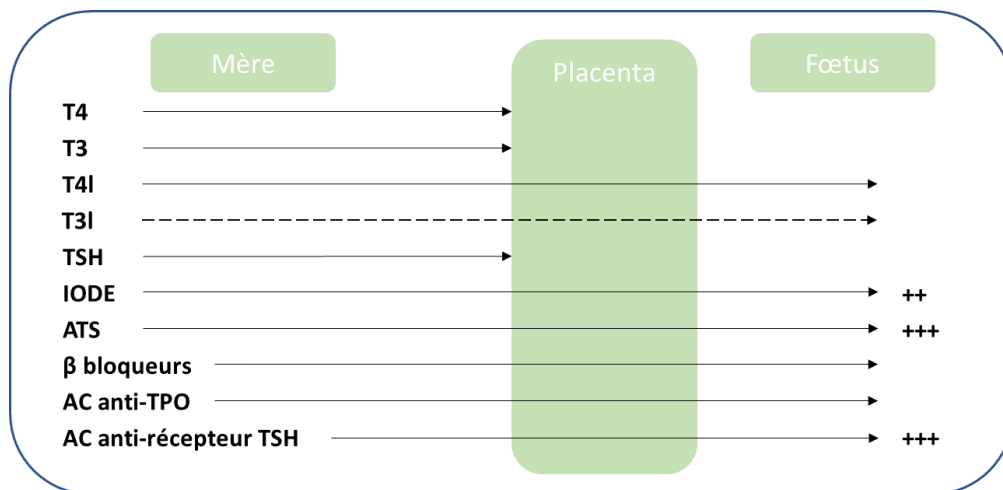 Mère Placenta Fœtus
T4
T3
T4l
T3l
TSH
IODE ++
ATS +++
β bloqueurs
AC anti-TPO
AC anti-récepteur TSH +++